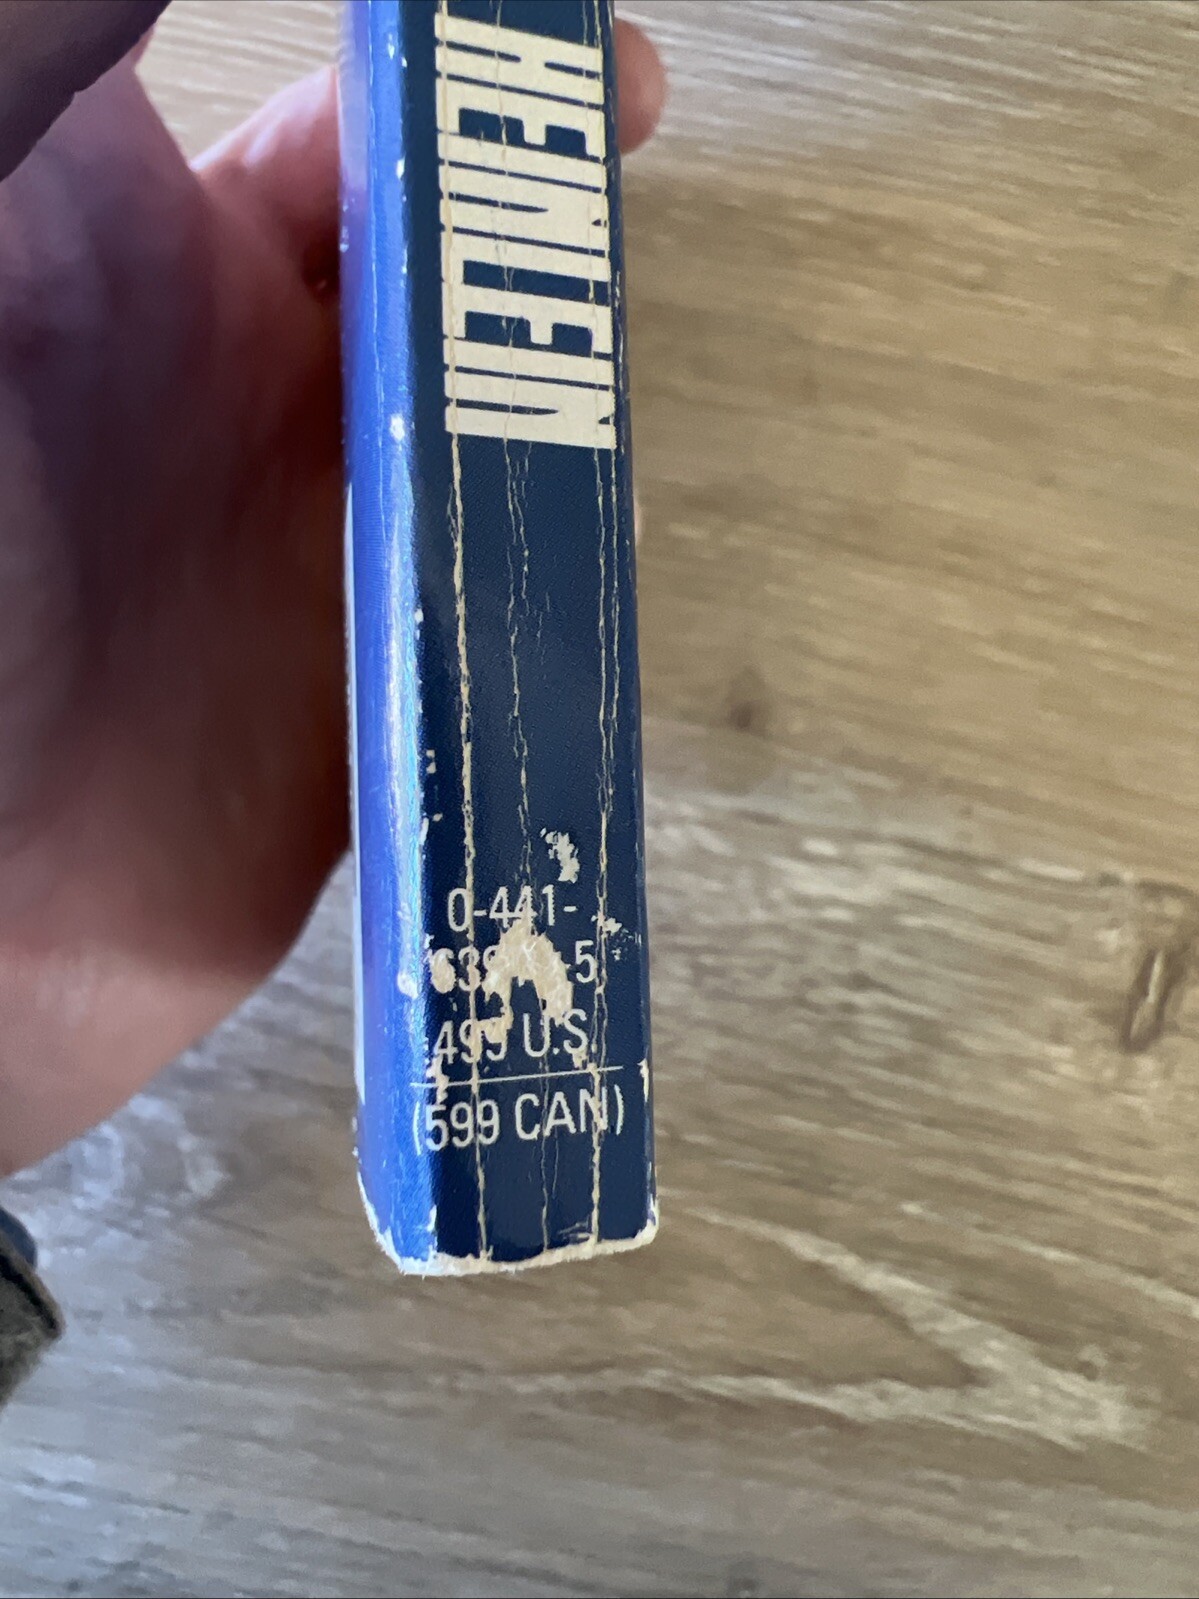 HEINLEIN
0-441-
499 U.S.
(599 CAN)